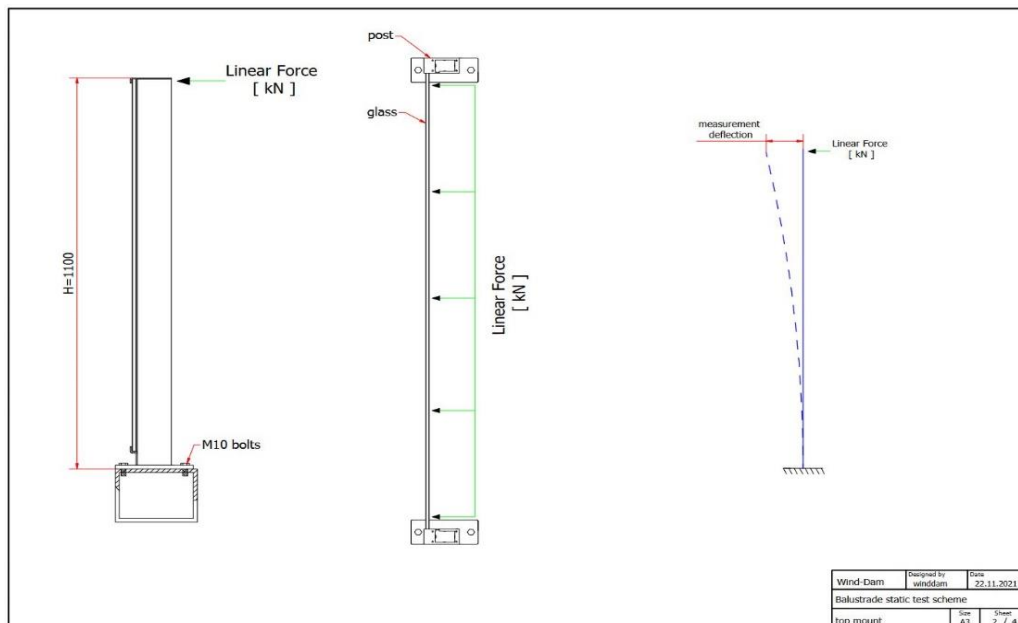 post
Linear Force
[ kN ]
glass
measurement
deflection
Linear Force
[ kN ]
H=1100
Linear Force
[ kN ]
M10 bolts
Wind-Dam
Designed by
winddam
Date
22.11.2021
Balustrade static test scheme
top mount
Size
A3
Sheet
2 / 4